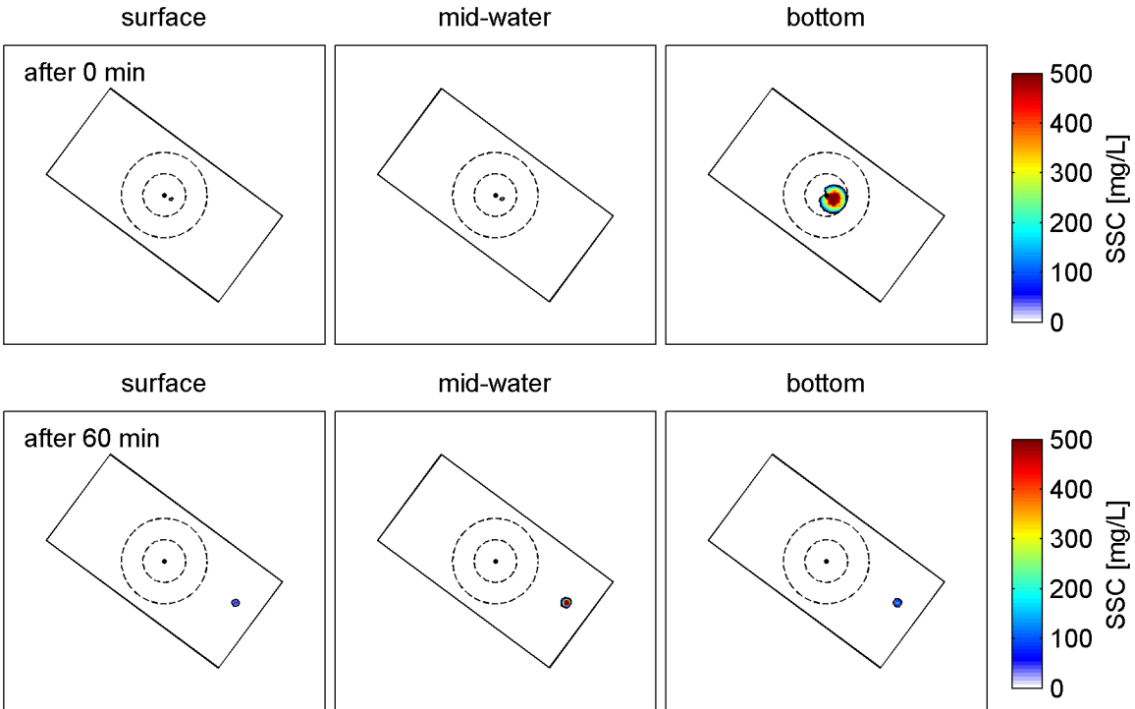 surface
mid-water
bottom
after 0 min
500
400
300
200
100
0
SSC [mg/L]
surface
mid-water
bottom
after 60 min
500
400
300
200
100
0
SSC [mg/L]